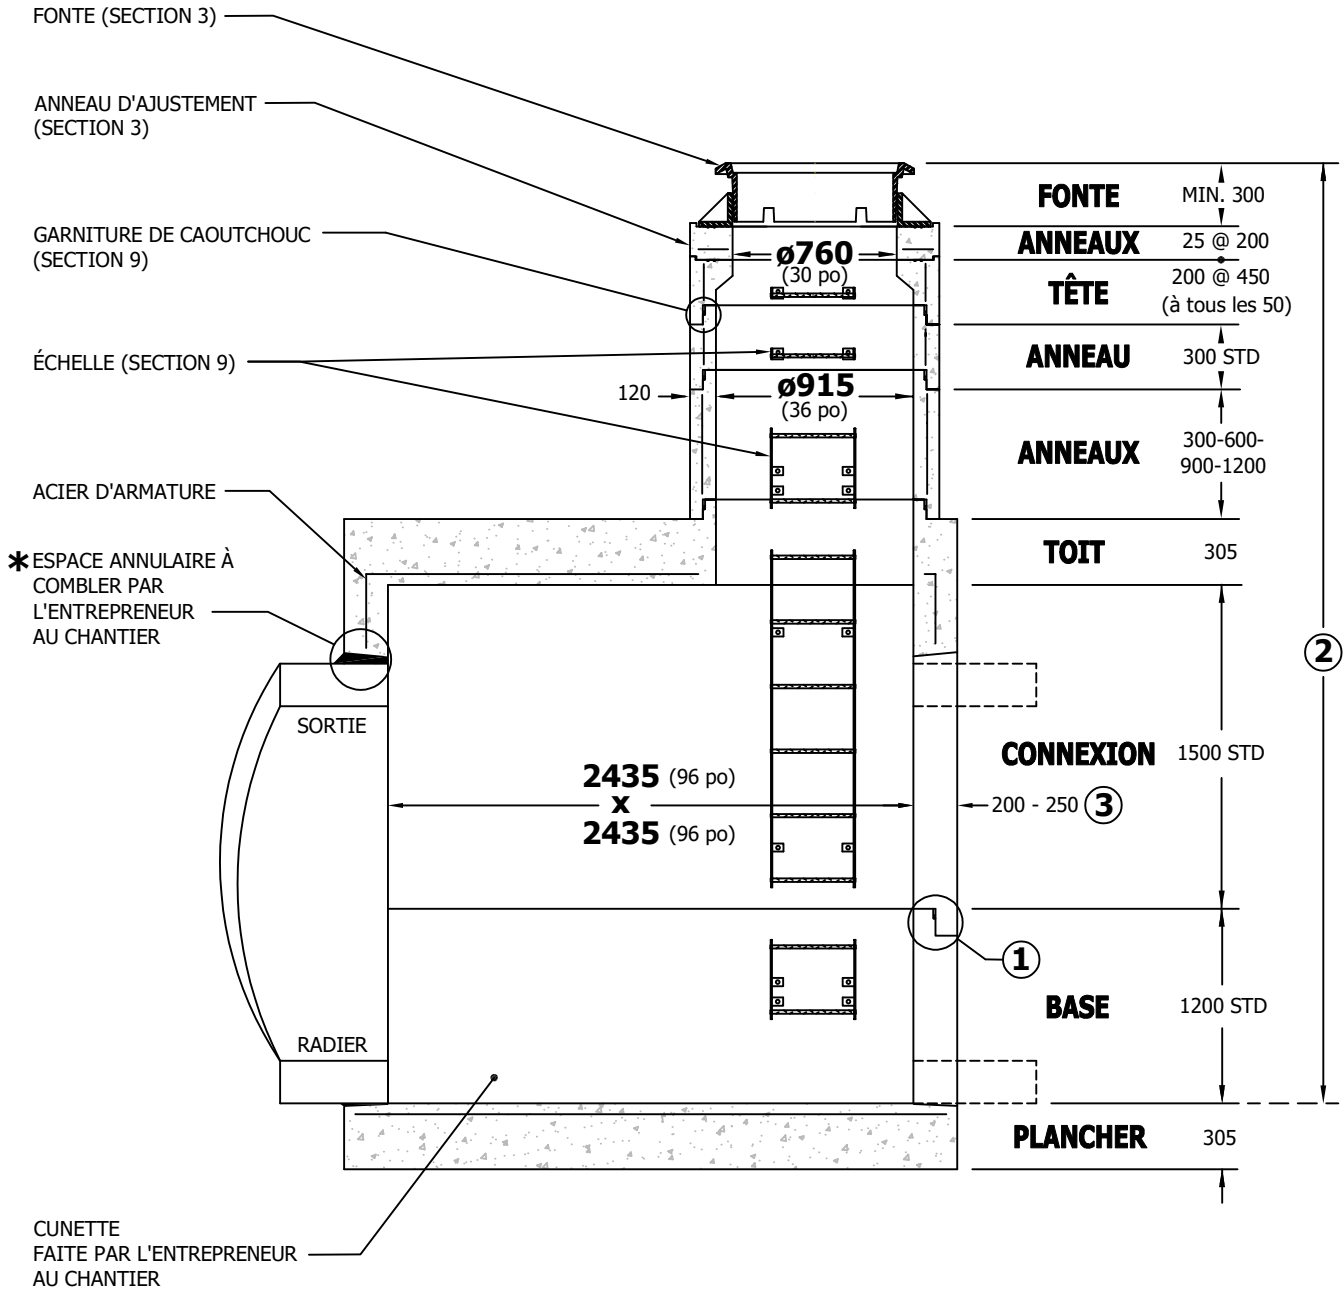 FONTE (SECTION 3)
ANNEAU D'AJUSTEMENT
(SECTION 3)
GARNITURE DE CAOUTCHOUC
(SECTION 9)
ÉCHELLE (SECTION 9)
ACIER D'ARMATURE
* ESPACE ANNULAIRE À
COMBLER PAR
L'ENTREPRENEUR
AU CHANTIER
CUNETTE
FAITE PAR L'ENTREPRENEUR
AU CHANTIER
ø760
(30 po)
120
ø915
(36 po)
SORTIE
2435 (96 po)
x
2435 (96 po)
RADIER
200 - 250 3
1
2
FONTE MIN. 300
ANNEAUX 25 @ 200
TÊTE 200 @ 450
(à tous les 50)
ANNEAU 300 STD
ANNEAUX 300-600-
900-1200
TOIT 305
CONNEXION 1500 STD
BASE 1200 STD
PLANCHER 305